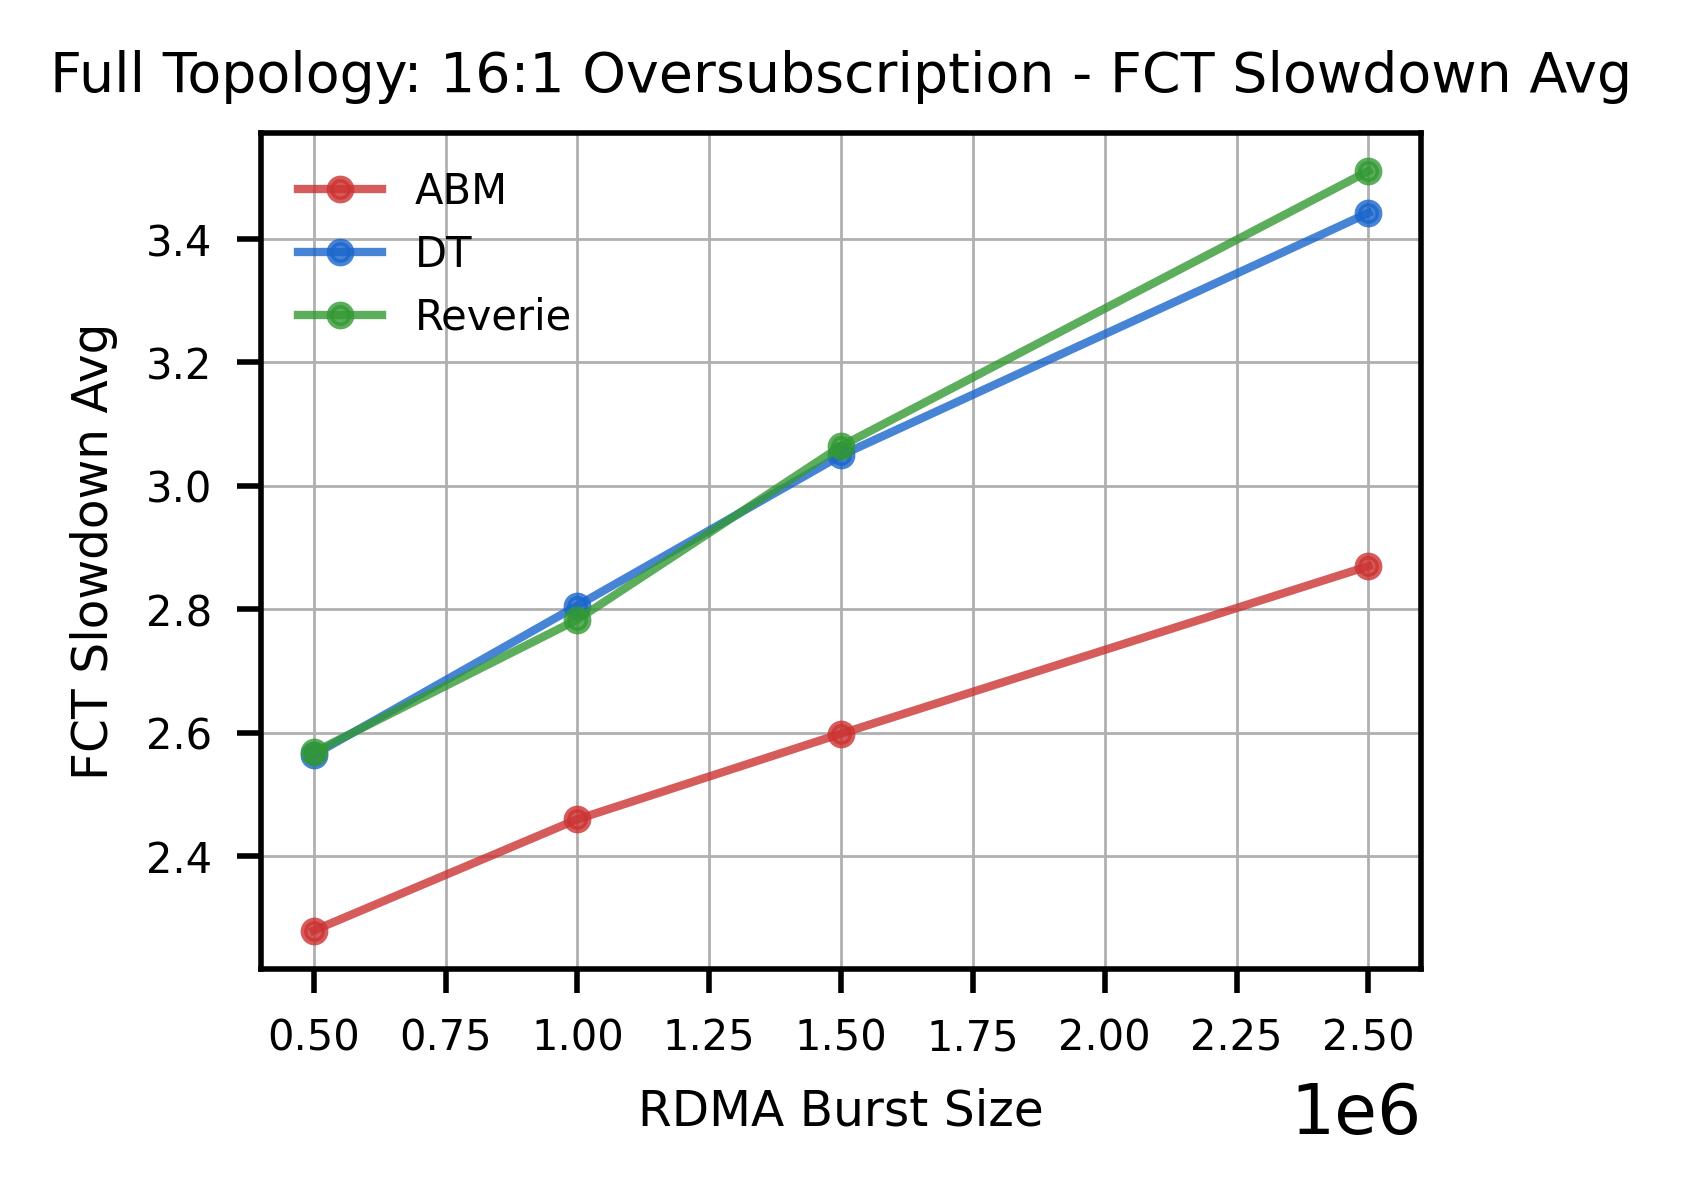 Full Topology: 16:1 Oversubscription - FCT Slowdown Avg
ABM
DT
Reverie
FCT Slowdown Avg
3.4
3.2
3.0
2.8
2.6
2.4
0.50 0.75 1.00 1.25 1.50 1.75 2.00 2.25 2.50
RDMA Burst Size
1e6